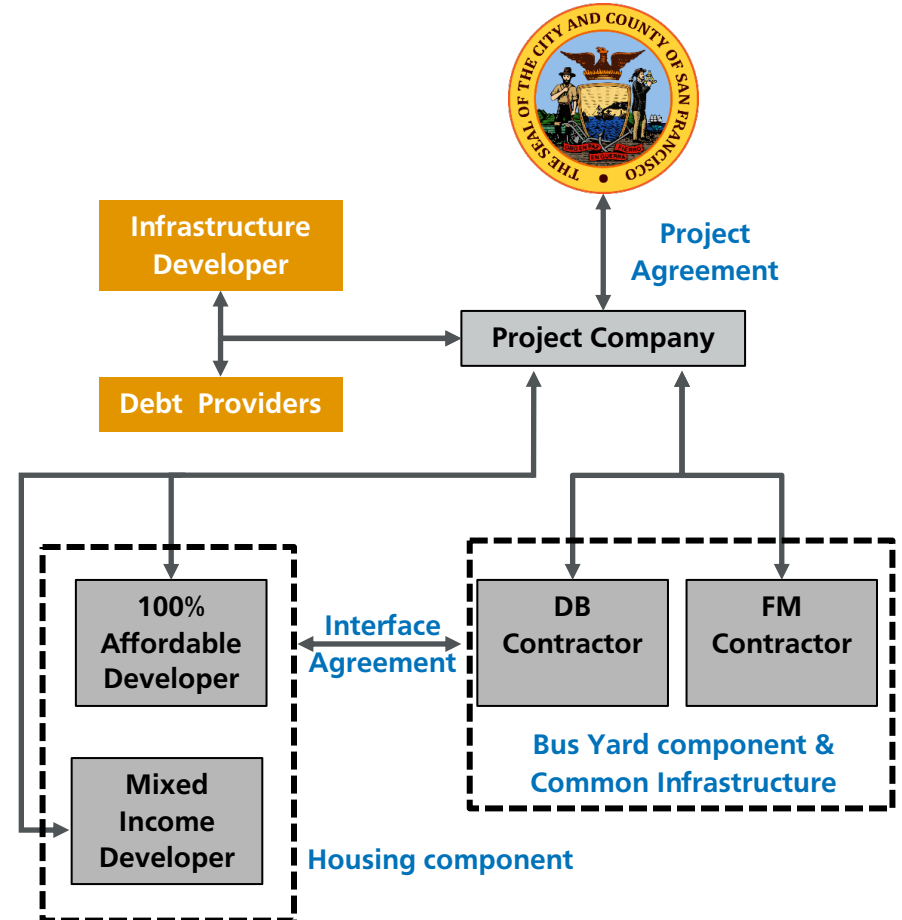 THE SEAL OF THE CITY AND COUNTY OF SAN FRANCISCO
Project
Agreement
Infrastructure
Developer
Project Company
Debt Providers
100%
Affordable
Developer
Interface
Agreement
DB
Contractor
FM
Contractor
Bus Yard component &
Common Infrastructure
Mixed
Income
Developer
Housing component